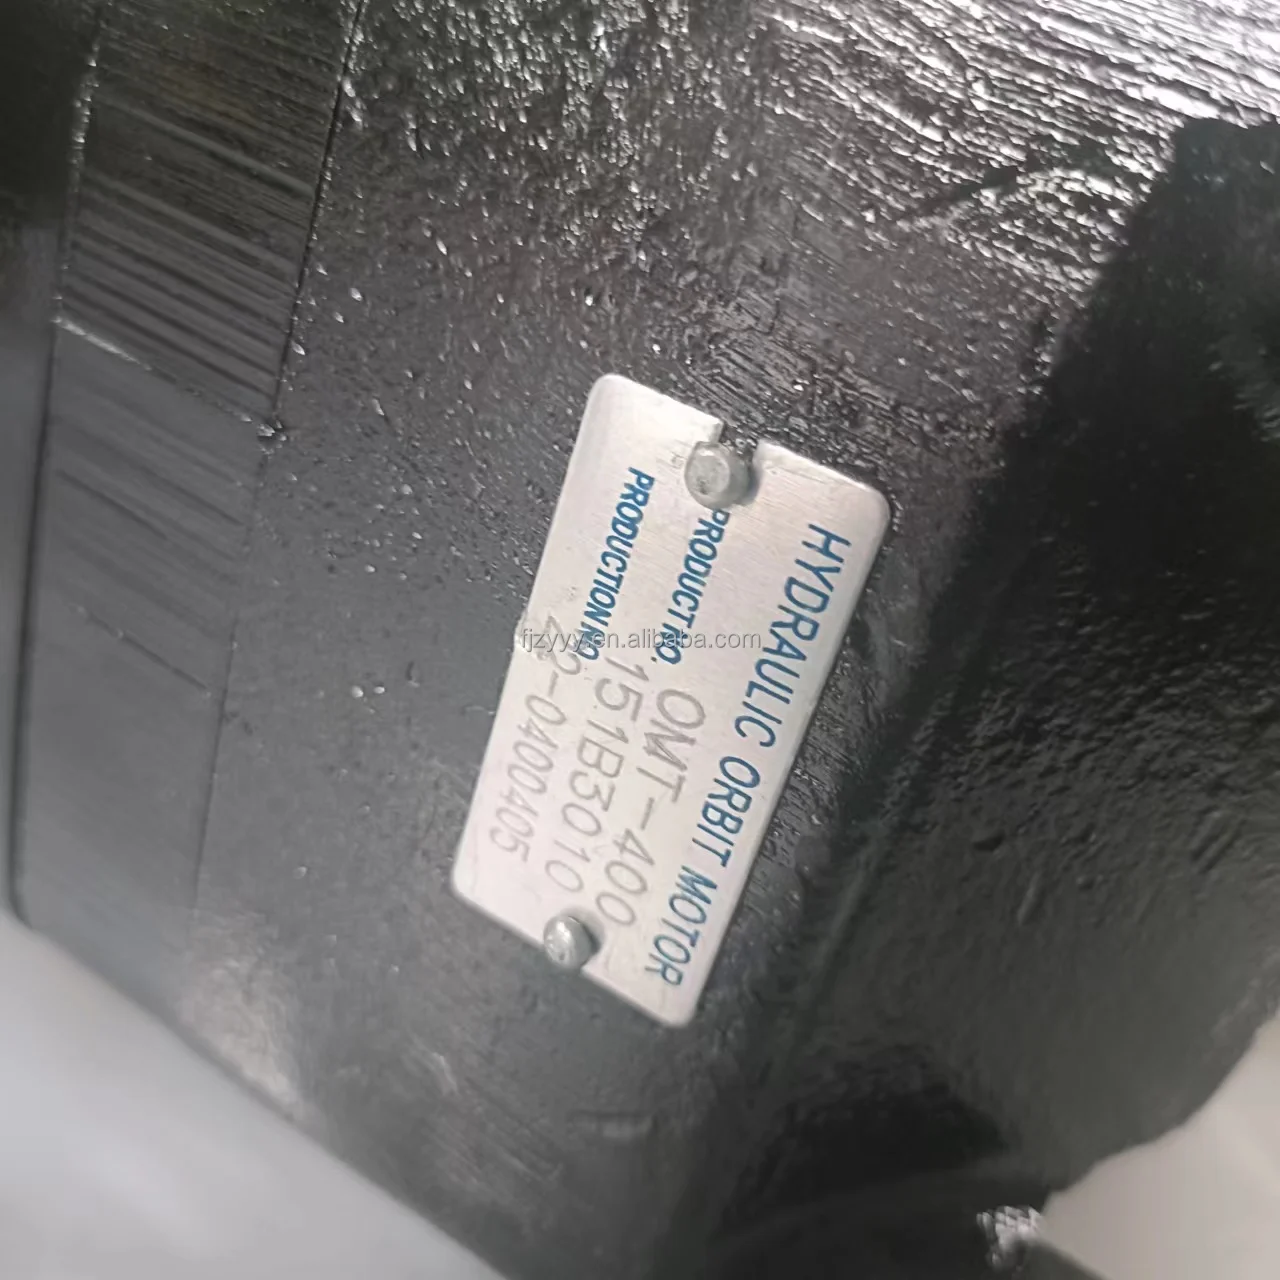 HYDRAULIC ORBIT MOTOR
OMT-400
PRODUCT NO. 151B3010
PRODUCTION NO 22-0400405
fjzyyy.en.alibaba.com